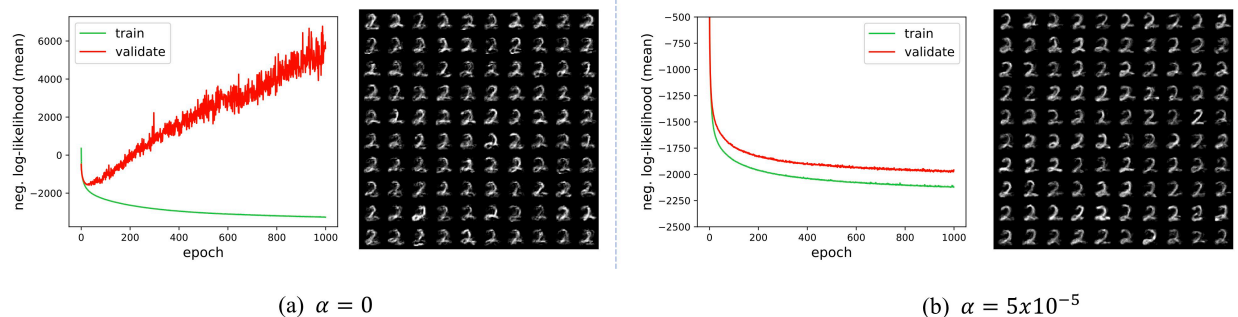 6000
4000
2000
0
−2000
neg. log-likelihood (mean)
train
validate
0 200 400 600 800 1000
epoch
(a) α = 0
−500
−750
−1000
−1250
−1500
−1750
−2000
−2250
−2500
neg. log-likelihood (mean)
train
validate
0 200 400 600 800 1000
epoch
(b) α = 5x10⁻⁵